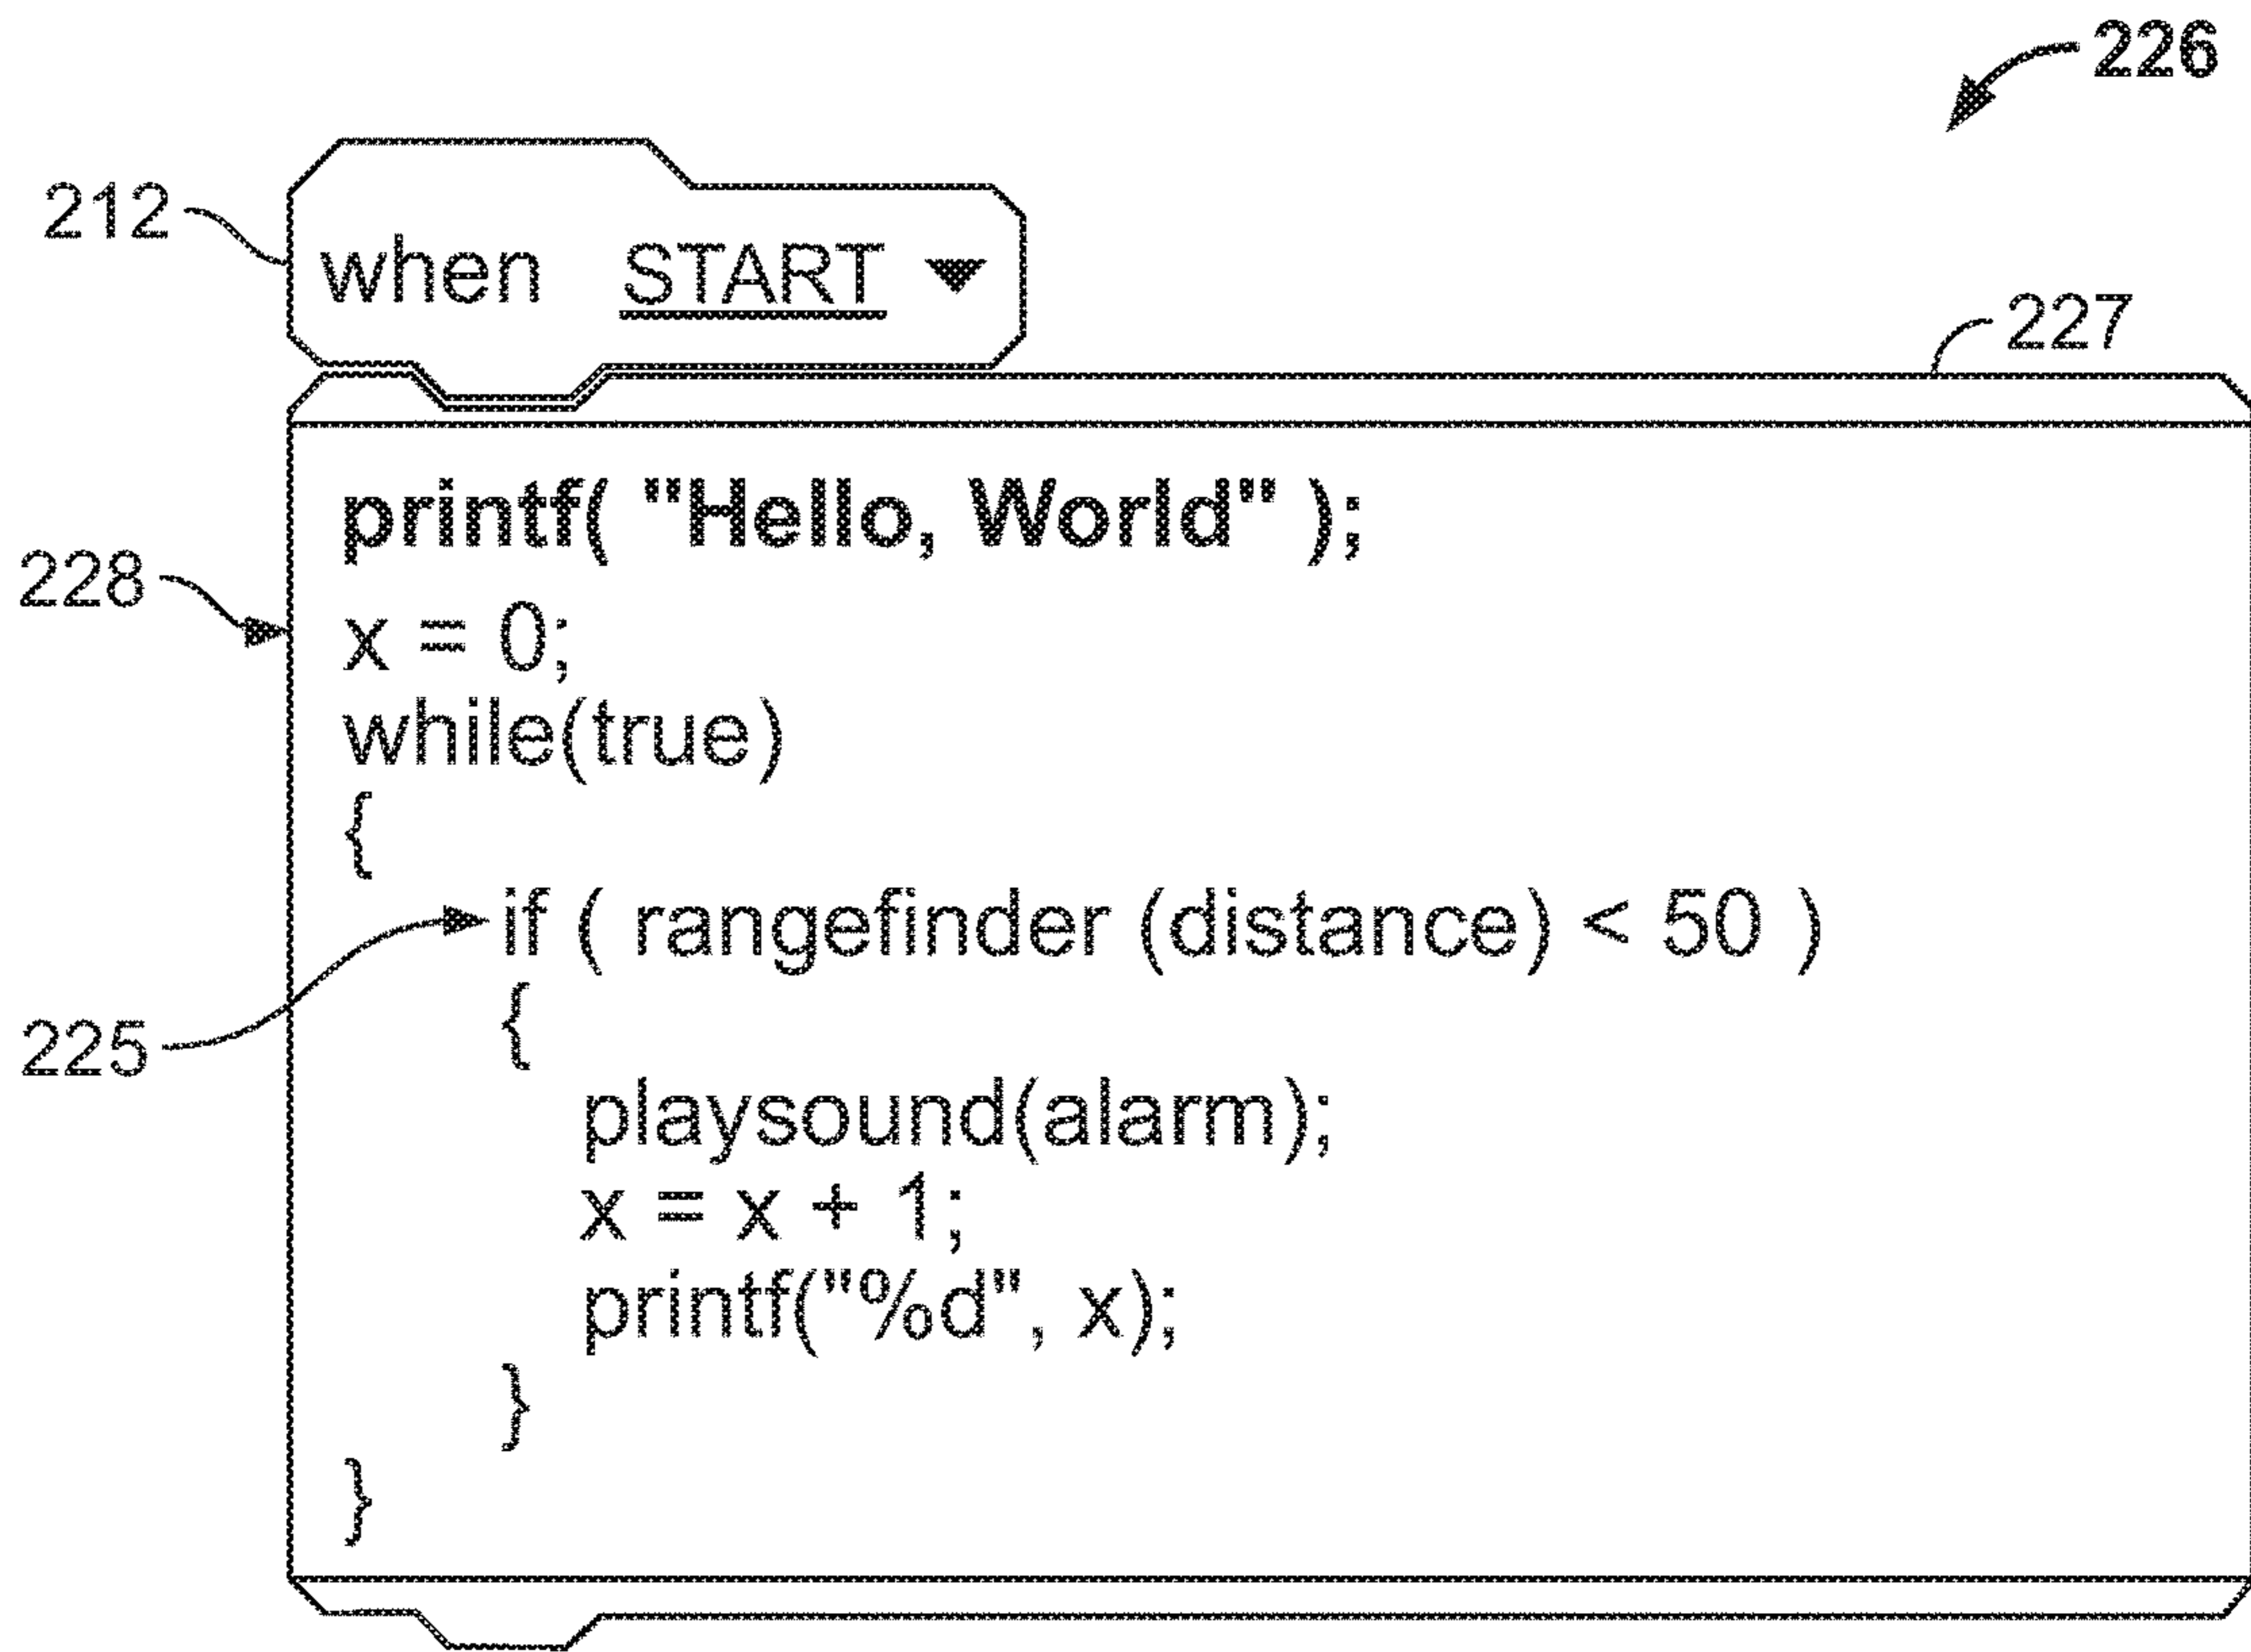 226
212
when START
227
printf( "Hello, World" );
228
x = 0;
while(true)
{
225
if ( rangefinder (distance) < 50 )
{
playsound(alarm);
x = x + 1;
printf("%d", x);
}
}